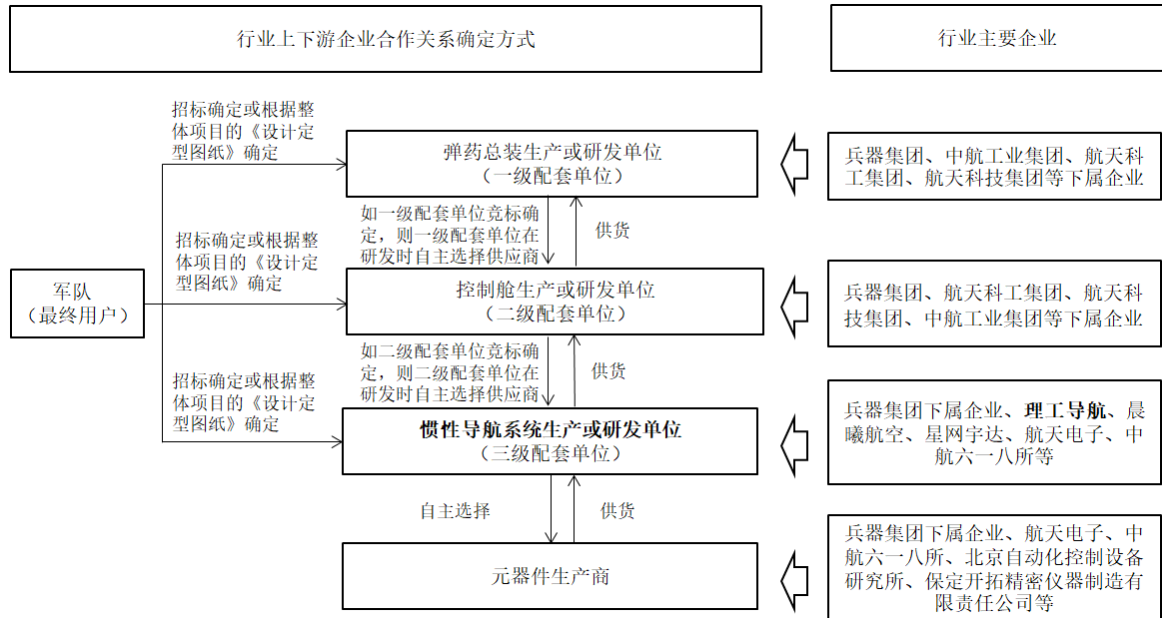 行业上下游企业合作关系确定方式
行业主要企业
招标确定或根据整
体项目的《设计定
型图纸》确定
弹药总装生产或研发单位
（一级配套单位）
兵器集团、中航工业集团、航天科
工集团、航天科技集团等下属企业
如一级配套单位竞标确
定，则一级配套单位在
研发时自主选择供应商
供货
招标确定或根据整
体项目的《设计定
型图纸》确定
军队
（最终用户）
控制舱生产或研发单位
（二级配套单位）
兵器集团、航天科工集团、航天科
技集团、中航工业集团等下属企业
如二级配套单位竞标确
定，则二级配套单位在
研发时自主选择供应商
供货
招标确定或根据整
体项目的《设计定
型图纸》确定
惯性导航系统生产或研发单位
（三级配套单位）
兵器集团下属企业、理工导航、晨
曦航空、星网宇达、航天电子、中
航六一八所等
自主选择
供货
元器件生产商
兵器集团下属企业、航天电子、中
航六一八所、北京自动化控制设备
研究所、保定开拓精密仪器制造有
限责任公司等